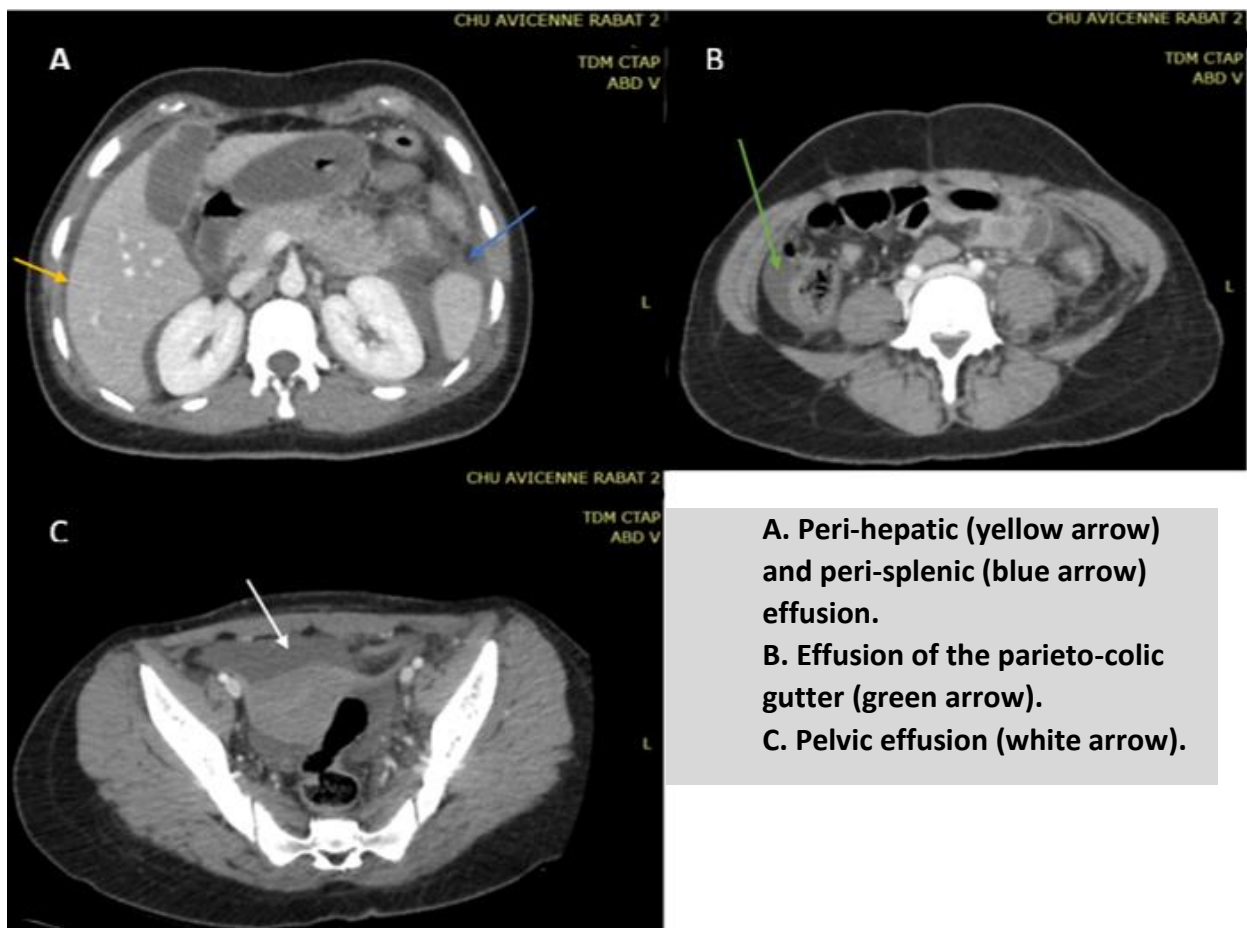 CHU AVICENNE RABAT 2
A
TDM CTAP
ABD V
L
CHU AVICENNE RABAT 2
B
TDM CTAP
ABD V
L
CHU AVICENNE RABAT 2
C
TDM CTAP
ABD V
L
A. Peri-hepatic (yellow arrow)
and peri-splenic (blue arrow)
effusion.
B. Effusion of the parieto-colic
gutter (green arrow).
C. Pelvic effusion (white arrow).